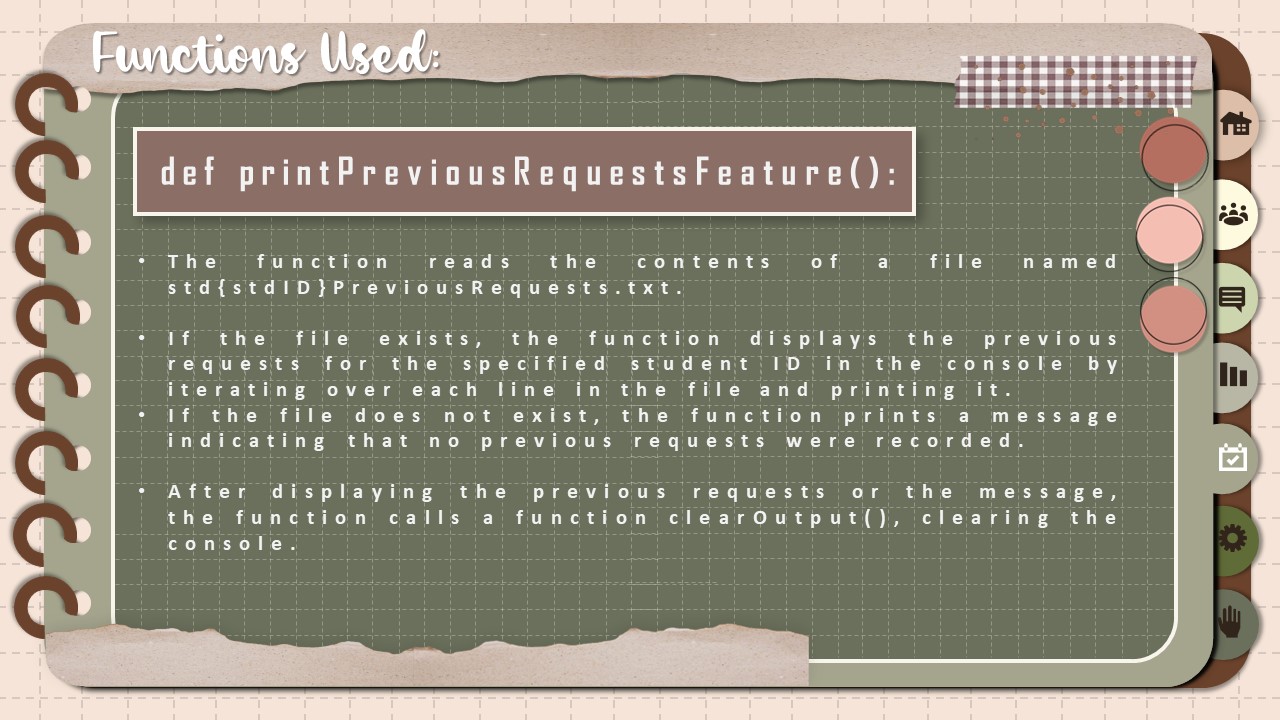 Functions Used:
def printPreviousRequestsFeature():
• The function reads the contents of a file named
std{stdID}PreviousRequests.txt.
• If the file exists, the function displays the previous
requests for the specified student ID in the console by
iterating over each line in the file and printing it.
• If the file does not exist, the function prints a message
indicating that no previous requests were recorded.
• After displaying the previous requests or the message,
the function calls a function clearOutput(), clearing the
console.